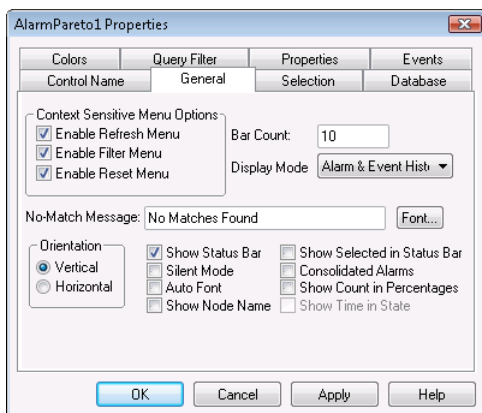 AlarmPareto1 Properties
Colors Query Filter Properties Events
Control Name General Selection Database
Context Sensitive Menu Options
Enable Refresh Menu
Enable Filter Menu
Enable Reset Menu
Bar Count: 10
Display Mode Alarm & Event Hist
No-Match Message: No Matches Found Font...
Orientation
Vertical
Horizontal
Show Status Bar
Silent Mode
Auto Font
Show Node Name
Show Selected in Status Bar
Consolidated Alarms
Show Count in Percentages
Show Time in State
OK Cancel Apply Help